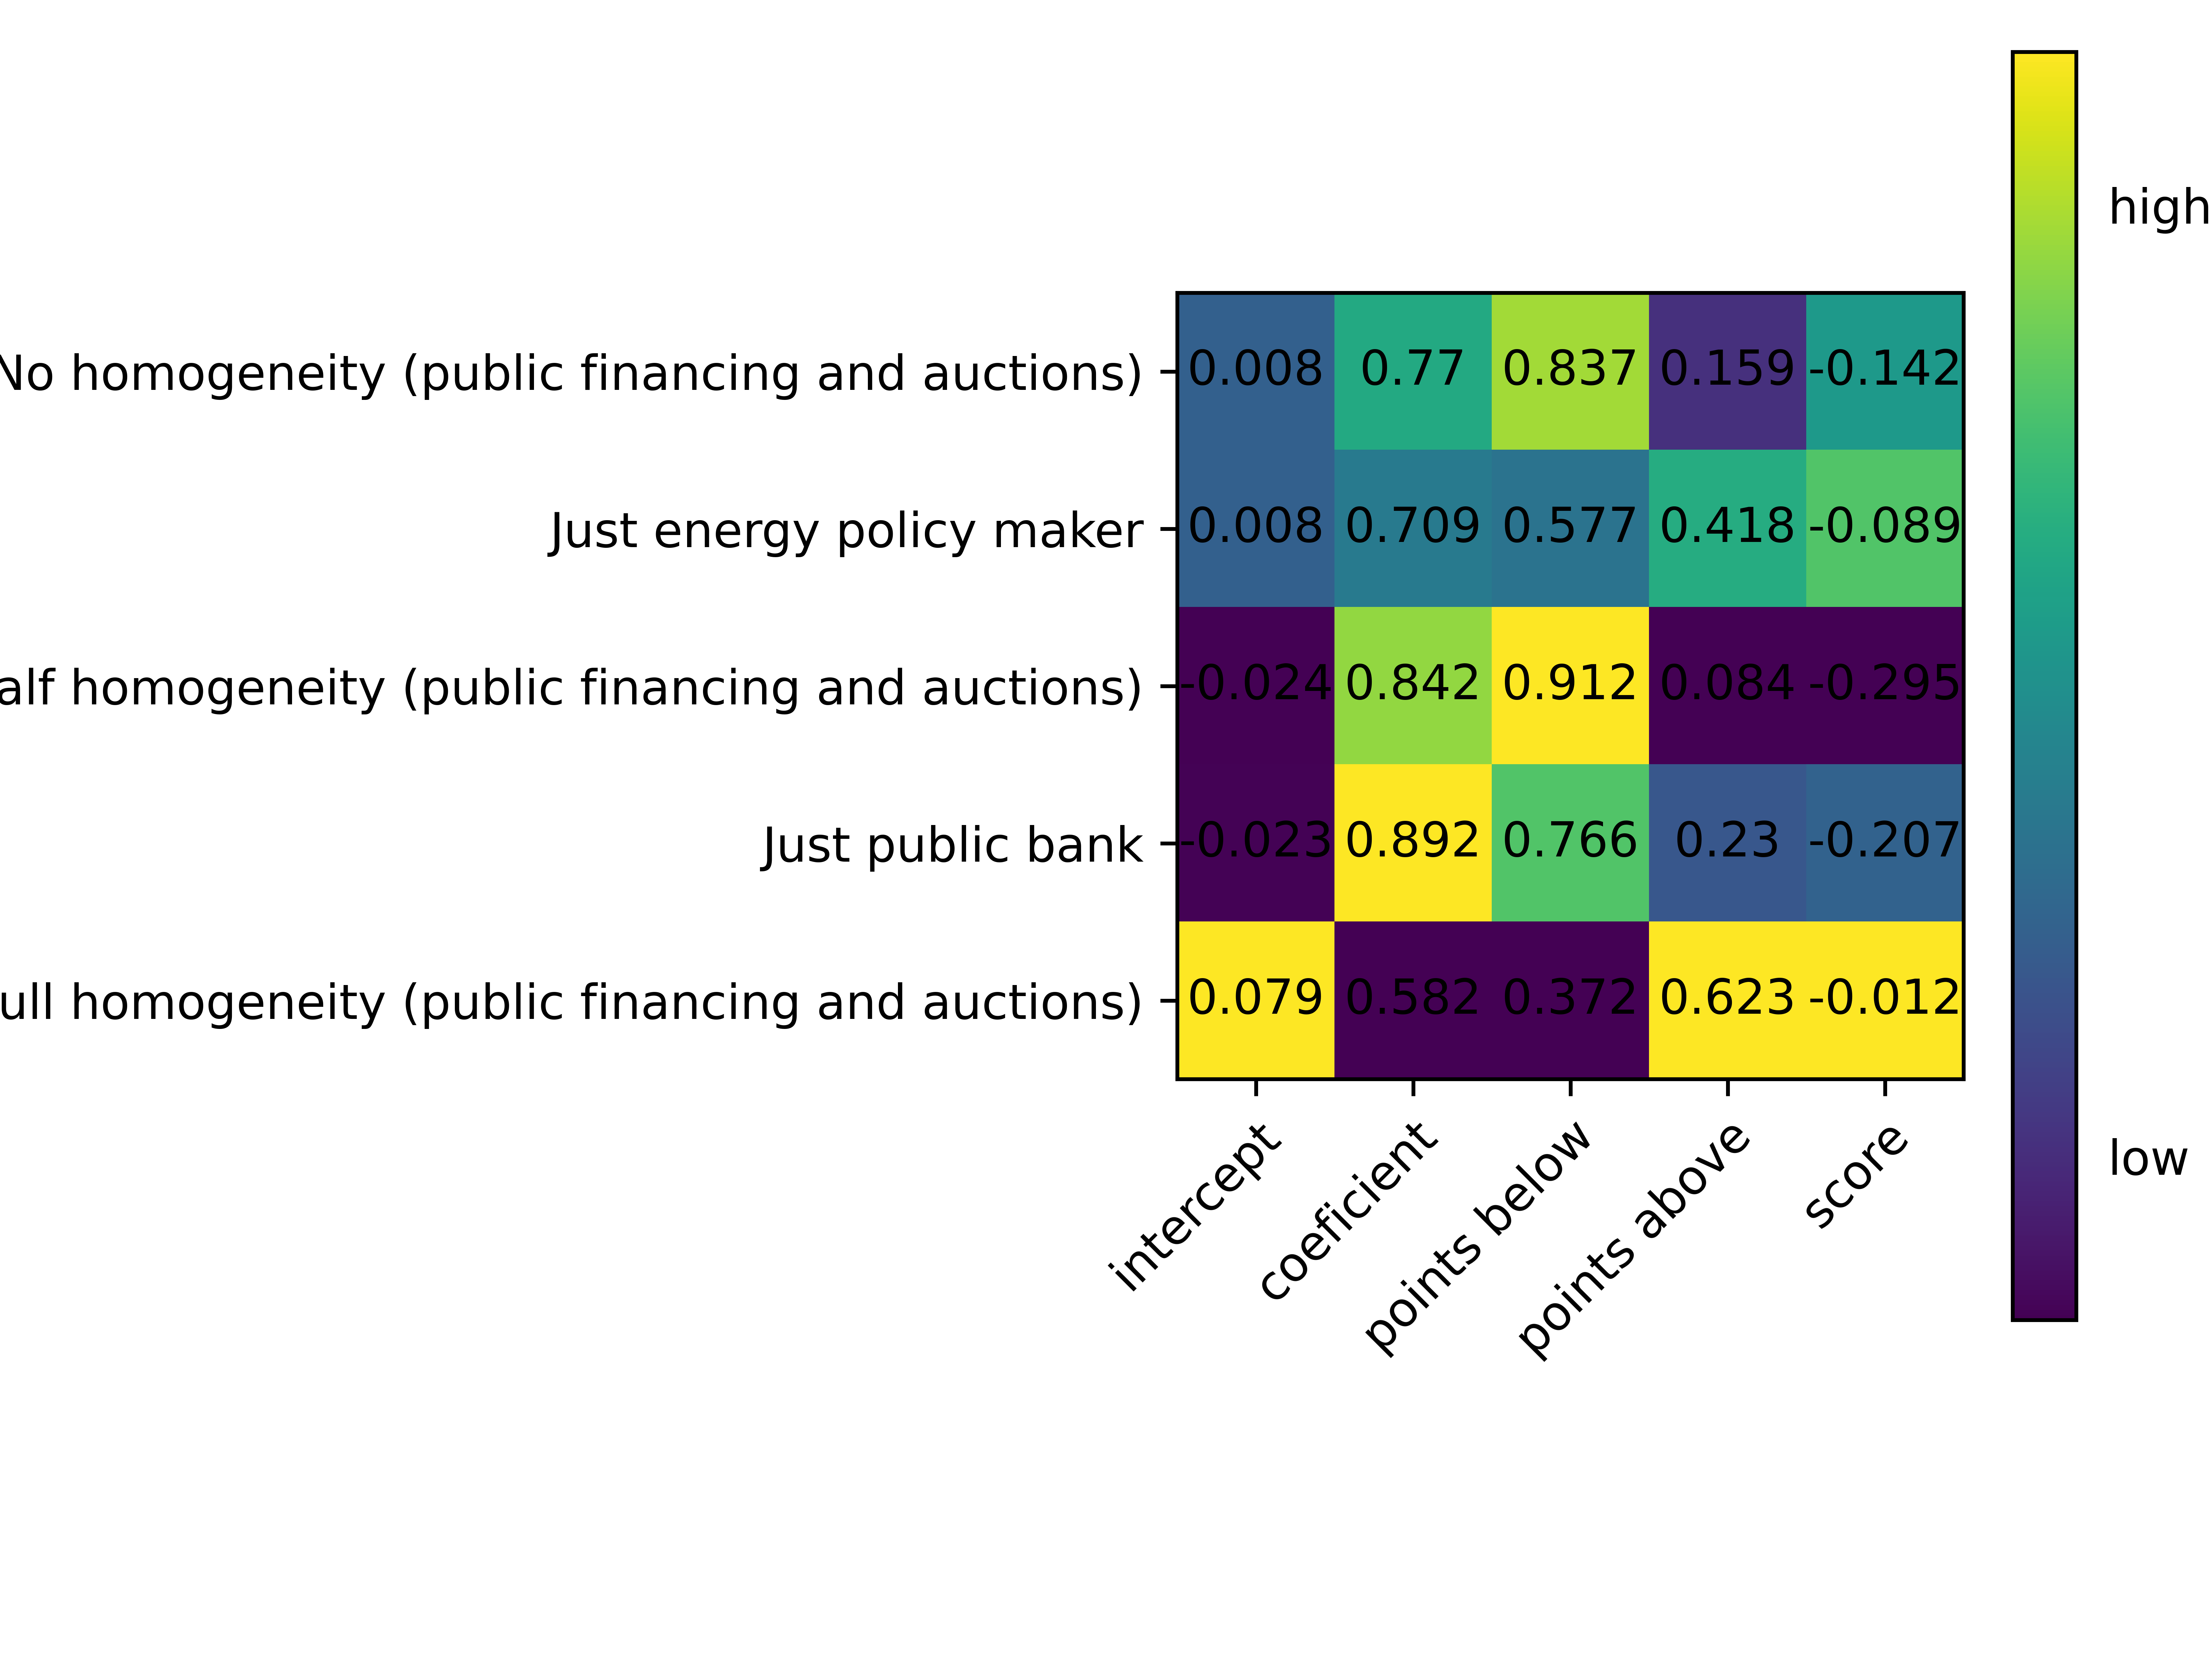 high
No homogeneity (public financing and auctions) 0.008 0.77 0.837 0.159 -0.142
Just energy policy maker 0.008 0.709 0.577 0.418 -0.089
alf homogeneity (public financing and auctions) -0.024 0.842 0.912 0.084 -0.295
Just public bank -0.023 0.892 0.766 0.23 -0.207
ull homogeneity (public financing and auctions) 0.079 0.582 0.372 0.623 -0.012
low
intercept coeficient points below points above score